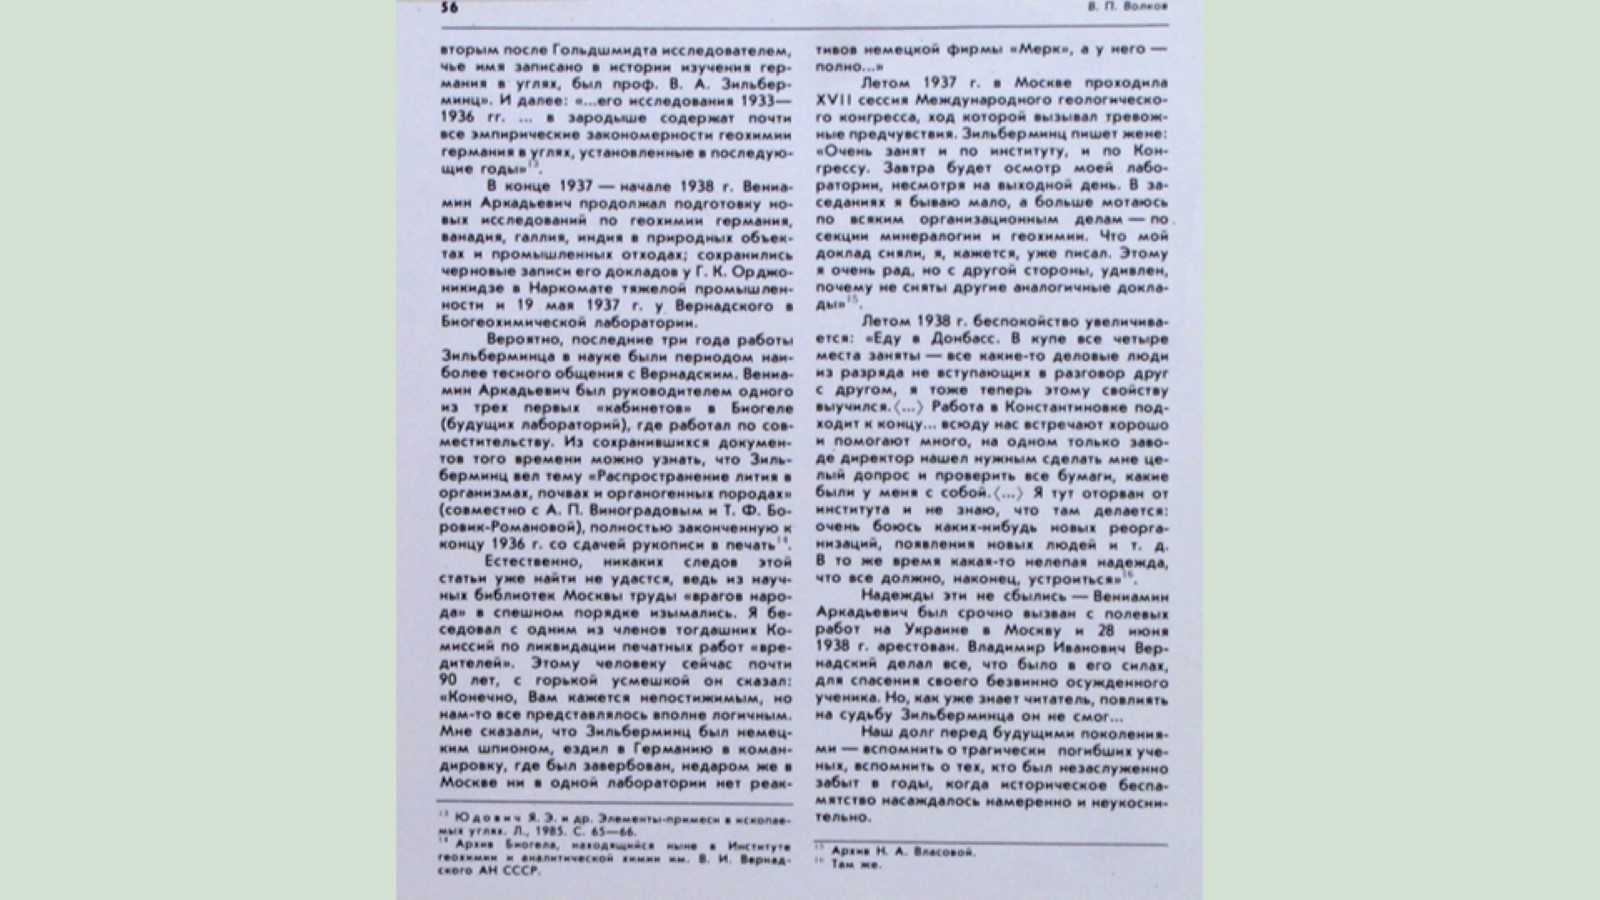 56
В. П. Волков
вторым после Гольдшмидта исследователем,
чье имя записано в истории изучения гер-
мания в углях, был проф. В. А. Зильбер-
минц». И далее: «...его исследования 1933—
1936 гг. ... в зародыше содержат почти
все эмпирические закономерности геохимии
германия в углях, установленные в последую-
щие годы»13.
В конце 1937 — начале 1938 г. Вениа-
мин Аркадьевич продолжал подготовку но-
вых исследований по геохимии германия,
ванадия, галлия, индия в природных объек-
тах и промышленных отходах; сохранились
черновые записи его докладов у Г. К. Орджо-
никидзе в Наркомате тяжелой промышлен-
ности и 19 мая 1937 г. у Вернадского в
Биогеохимической лаборатории.
Вероятно, последние три года работы
Зильберминца в науке были периодом наи-
более тесного общения с Вернадским. Вениа-
мин Аркадьевич был руководителем одного
из трех первых «кабинетов» в Биогеле
(будущих лабораторий), где работал по сов-
местительству. Из сохранившихся докумен-
тов того времени можно узнать, что Зиль-
берминц вел тему «Распространение лития в
организмах, почвах и органогенных породах»
(совместно с А. П. Виноградовым и Т. Ф. Бо-
ровик-Романовой), полностью законченную к
концу 1936 г. со сдачей рукописи в печать14.
Естественно, никаких следов этой
статьи уже найти не удастся, ведь из науч-
ных библиотек Москвы труды «врагов наро-
да» в спешном порядке изымались. Я бе-
седовал с одним из членов тогдашних Ко-
миссий по ликвидации печатных работ «вре-
дителей». Этому человеку сейчас почти
90 лет, с горькой усмешкой он сказал:
«Конечно, Вам кажется непостижимым, но
нам-то все представлялось вполне логичным.
Мне сказали, что Зильберминц был немец-
ким шпионом, ездил в Германию в коман-
дировку, где был завербован, недаром же в
Москве ни в одной лаборатории нет реак-
13 Юдович Я. Э. и др. Элементы-примеси в ископае-
мых углях. Л., 1985. С. 65—66.
14 Архив Биогела, находящийся ныне в Институте
геохимии и аналитической химии им. В. И. Вернад-
ского АН СССР.
тивов немецкой фирмы «Мерк», а у него —
полно...»
Летом 1937 г. в Москве проходила
XVII сессия Международного геологическо-
го конгресса, ход которой вызывал тревож-
ные предчувствия. Зильберминц пишет жене:
«Очень занят и по институту, и по Кон-
грессу. Завтра будет осмотр моей лабо-
ратории, несмотря на выходной день. В за-
седаниях я бываю мало, а больше мотаюсь
по всяким организационным делам — по
секции минералогии и геохимии. Что мой
доклад сняли, я, кажется, уже писал. Этому
я очень рад, но с другой стороны, удивлен,
почему не сняты другие аналогичные докла-
ды»15.
Летом 1938 г. беспокойство увеличива-
ется: «Еду в Донбасс. В купе все четыре
места заняты — все какие-то деловые люди
из разряда не вступающих в разговор друг
с другом, я тоже теперь этому свойству
выучился.⟨...⟩ Работа в Константиновке под-
ходит к концу... всюду нас встречают хорошо
и помогают много, на одном только заво-
де директор нашел нужным сделать мне це-
лый допрос и проверить все бумаги, какие
были у меня с собой.⟨...⟩ Я тут оторван от
института и не знаю, что там делается:
очень боюсь каких-нибудь новых реорга-
низаций, появления новых людей и т. д.
В то же время какая-то нелепая надежда,
что все должно, наконец, устроиться»16.
Надежды эти не сбылись — Вениамин
Аркадьевич был срочно вызван с полевых
работ на Украине в Москву и 28 июня
1938 г. арестован. Владимир Иванович Вер-
надский делал все, что было в его силах,
для спасения своего безвинно осужденного
ученика. Но, как уже знает читатель, повлиять
на судьбу Зильберминца он не смог...
Наш долг перед будущими поколения-
ми — вспомнить о трагически погибших уче-
ных, вспомнить о тех, кто был незаслуженно
забыт в годы, когда историческое беспа-
мятство насаждалось намеренно и неукосни-
тельно.
15 Архив Н. А. Власовой.
16 Там же.